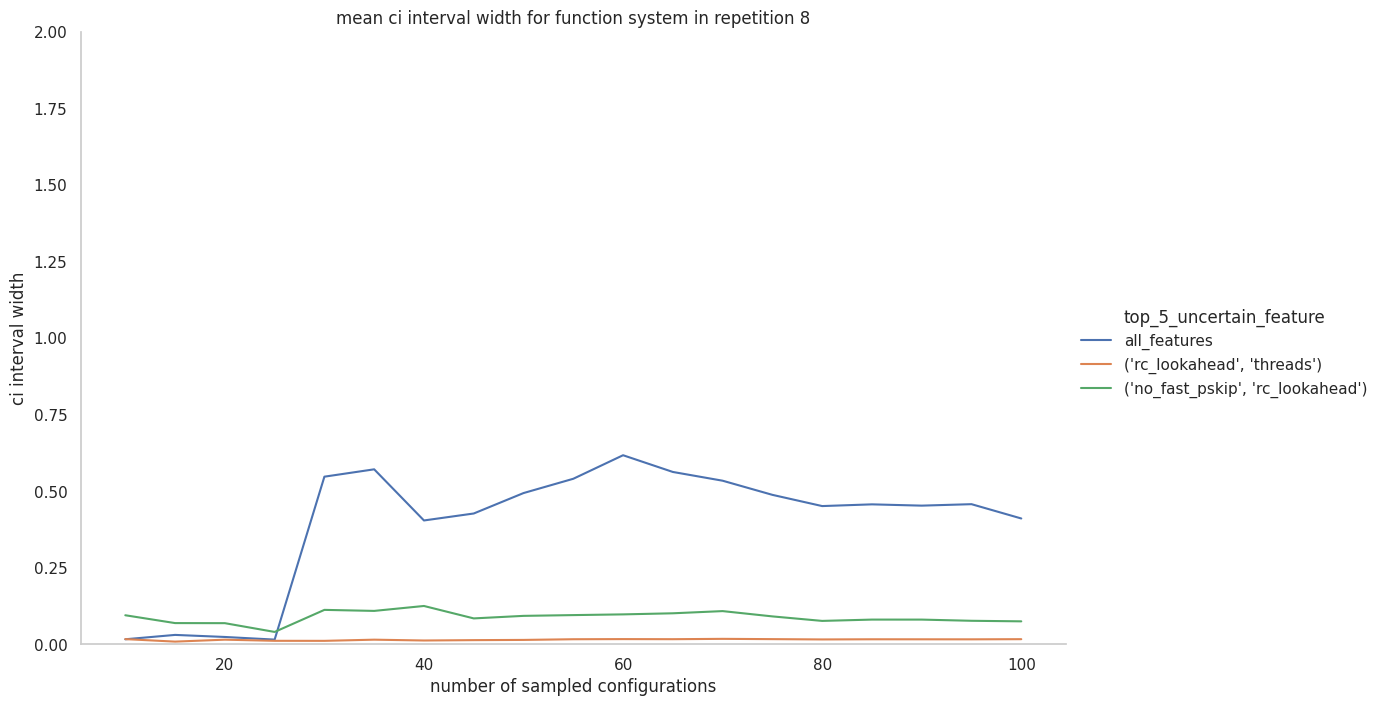 mean ci interval width for function system in repetition 8
2.00
1.75
1.50
1.25
1.00
0.75
0.50
0.25
0.00
ci interval width
20
40
60
80
100
number of sampled configurations
top_5_uncertain_feature
all_features
('rc_lookahead', 'threads')
('no_fast_pskip', 'rc_lookahead')